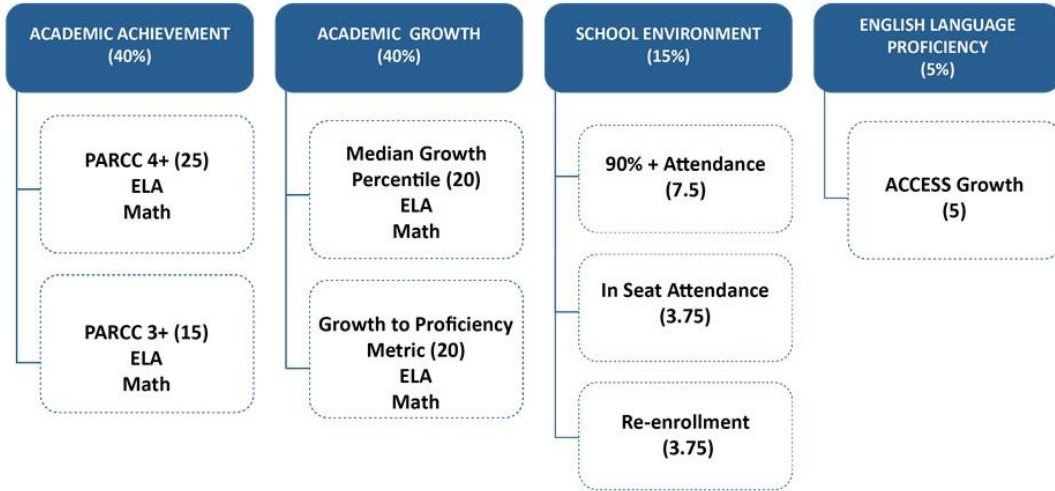 ACADEMIC ACHIEVEMENT
(40%)
PARCC 4+ (25)
ELA
Math
PARCC 3+ (15)
ELA
Math
ACADEMIC GROWTH
(40%)
Median Growth
Percentile (20)
ELA
Math
Growth to Proficiency
Metric (20)
ELA
Math
SCHOOL ENVIRONMENT
(15%)
90% + Attendance
(7.5)
In Seat Attendance
(3.75)
Re-enrollment
(3.75)
ENGLISH LANGUAGE
PROFICIENCY
(5%)
ACCESS Growth
(5)